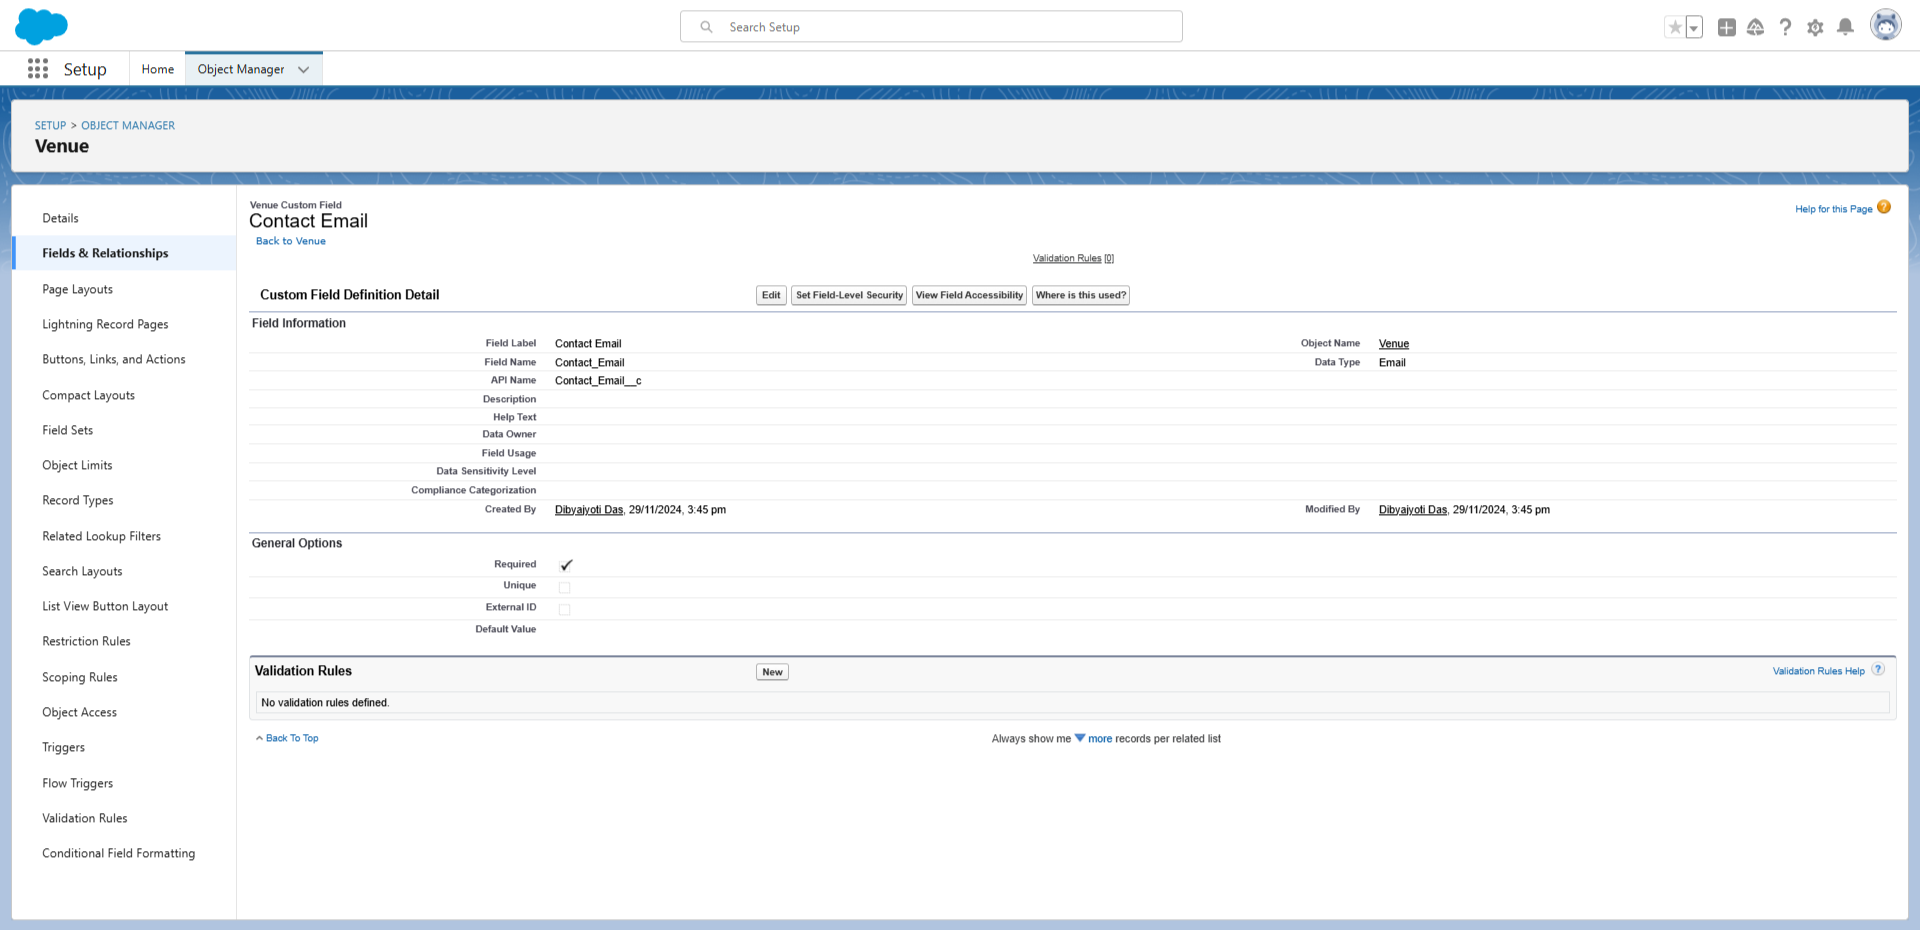 Search Setup
Setup
Home
Object Manager
SETUP > OBJECT MANAGER
Venue
Details
Fields & Relationships
Page Layouts
Lightning Record Pages
Buttons, Links, and Actions
Compact Layouts
Field Sets
Object Limits
Record Types
Related Lookup Filters
Search Layouts
List View Button Layout
Restriction Rules
Scoping Rules
Object Access
Triggers
Flow Triggers
Validation Rules
Conditional Field Formatting
Venue Custom Field
Contact Email
Back to Venue
Help for this Page
Validation Rules [0]
Custom Field Definition Detail
Edit Set Field-Level Security View Field Accessibility Where is this used?
Field Information
Field Label Contact Email Object Name Venue
Field Name Contact_Email Data Type Email
API Name Contact_Email__c
Description
Help Text
Data Owner
Field Usage
Data Sensitivity Level
Compliance Categorization
Created By Dibyajyoti Das, 29/11/2024, 3:45 pm Modified By Dibyajyoti Das, 29/11/2024, 3:45 pm
General Options
Required
Unique
External ID
Default Value
Validation Rules New Validation Rules Help ?
No validation rules defined.
Back To Top Always show me more records per related list